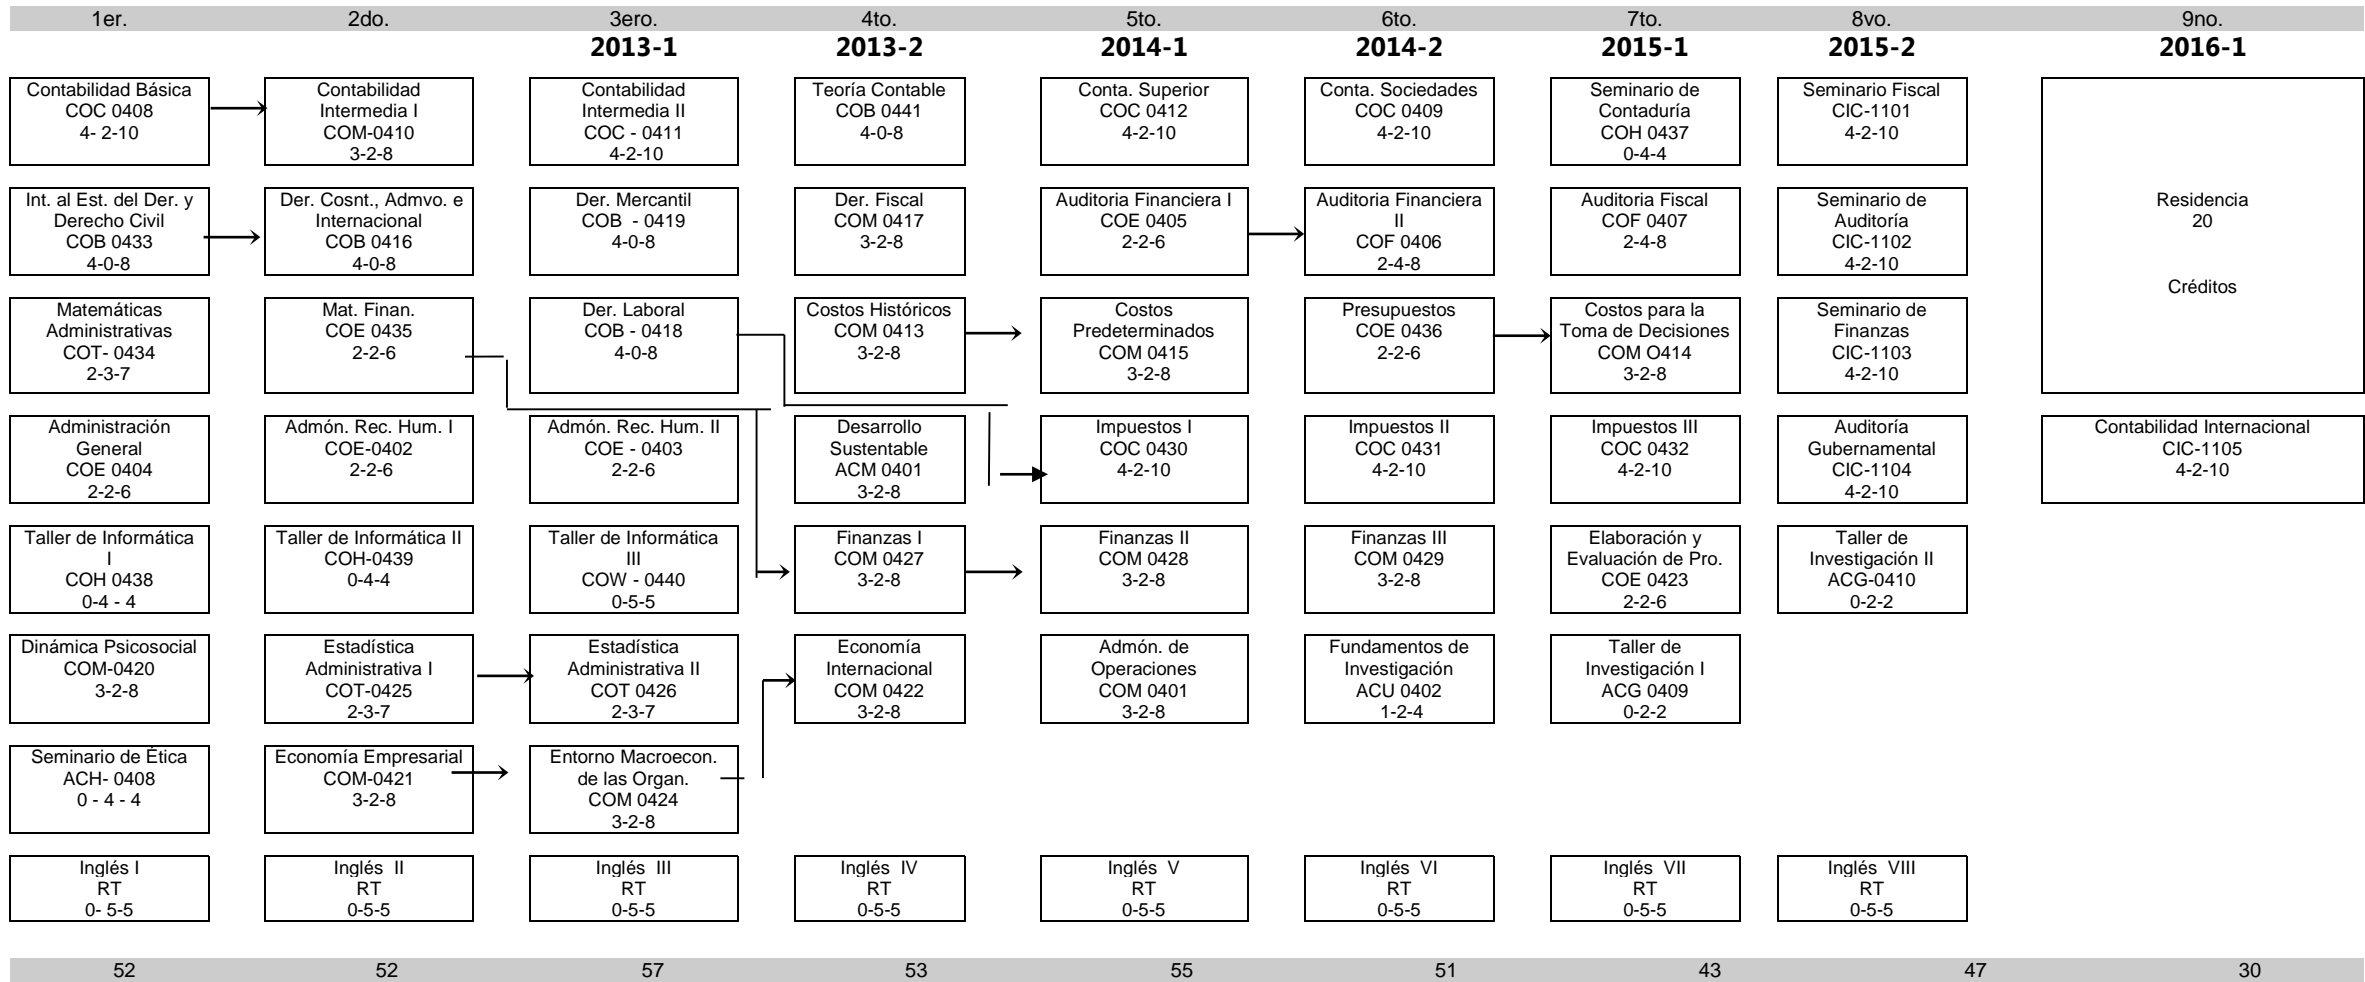 1er. 2do. 3ero. 4to. 5to. 6to. 7to. 8vo. 9no.
2013-1 2013-2 2014-1 2014-2 2015-1 2015-2 2016-1
Contabilidad Básica
COC 0408
4- 2-10
Contabilidad
Intermedia I
COM-0410
3-2-8
Contabilidad
Intermedia II
COC - 0411
4-2-10
Teoría Contable
COB 0441
4-0-8
Conta. Superior
COC 0412
4-2-10
Conta. Sociedades
COC 0409
4-2-10
Seminario de
Contaduría
COH 0437
0-4-4
Seminario Fiscal
CIC-1101
4-2-10
Residencia
20
Créditos
Int. al Est. del Der. y
Derecho Civil
COB 0433
4-0-8
Der. Cosnt., Admvo. e
Internacional
COB 0416
4-0-8
Der. Mercantil
COB - 0419
4-0-8
Der. Fiscal
COM 0417
3-2-8
Auditoria Financiera I
COE 0405
2-2-6
Auditoria Financiera
II
COF 0406
2-4-8
Auditoria Fiscal
COF 0407
2-4-8
Seminario de
Auditoría
CIC-1102
4-2-10
Matemáticas
Administrativas
COT- 0434
2-3-7
Mat. Finan.
COE 0435
2-2-6
Der. Laboral
COB - 0418
4-0-8
Costos Históricos
COM 0413
3-2-8
Costos
Predeterminados
COM 0415
3-2-8
Presupuestos
COE 0436
2-2-6
Costos para la
Toma de Decisiones
COM O414
3-2-8
Seminario de
Finanzas
CIC-1103
4-2-10
Administración
General
COE 0404
2-2-6
Admón. Rec. Hum. I
COE-0402
2-2-6
Admón. Rec. Hum. II
COE - 0403
2-2-6
Desarrollo
Sustentable
ACM 0401
3-2-8
Impuestos I
COC 0430
4-2-10
Impuestos II
COC 0431
4-2-10
Impuestos III
COC 0432
4-2-10
Auditoría
Gubernamental
CIC-1104
4-2-10
Contabilidad Internacional
CIC-1105
4-2-10
Taller de Informática
I
COH 0438
0-4 - 4
Taller de Informática II
COH-0439
0-4-4
Taller de Informática
III
COW - 0440
0-5-5
Finanzas I
COM 0427
3-2-8
Finanzas II
COM 0428
3-2-8
Finanzas III
COM 0429
3-2-8
Elaboración y
Evaluación de Pro.
COE 0423
2-2-6
Taller de
Investigación II
ACG-0410
0-2-2
Dinámica Psicosocial
COM-0420
3-2-8
Estadística
Administrativa I
COT-0425
2-3-7
Estadística
Administrativa II
COT 0426
2-3-7
Economía
Internacional
COM 0422
3-2-8
Admón. de
Operaciones
COM 0401
3-2-8
Fundamentos de
Investigación
ACU 0402
1-2-4
Taller de
Investigación I
ACG 0409
0-2-2
Seminario de Ética
ACH- 0408
0 - 4 - 4
Economía Empresarial
COM-0421
3-2-8
Entorno Macroecon.
de las Organ.
COM 0424
3-2-8
Inglés I
RT
0- 5-5
Inglés II
RT
0-5-5
Inglés III
RT
0-5-5
Inglés IV
RT
0-5-5
Inglés V
RT
0-5-5
Inglés VI
RT
0-5-5
Inglés VII
RT
0-5-5
Inglés VIII
RT
0-5-5
52 52 57 53 55 51 43 47 30